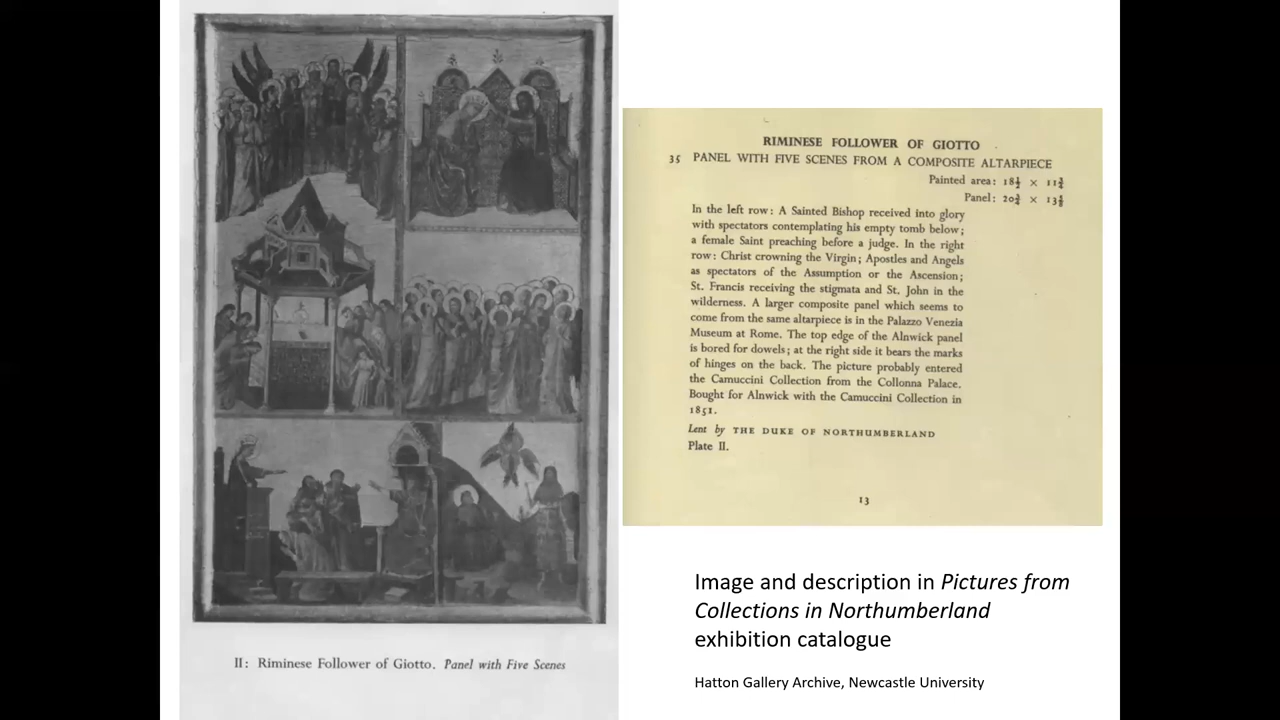 II: Riminese Follower of Giotto. Panel with Five Scenes
RIMINESE FOLLOWER OF GIOTTO
35 PANEL WITH FIVE SCENES FROM A COMPOSITE ALTARPIECE
Painted area: 18½ × 11¾
Panel: 20¾ × 13⅝
In the left row: A Sainted Bishop received into glory
with spectators contemplating his empty tomb below;
a female Saint preaching before a judge. In the right
row: Christ crowning the Virgin; Apostles and Angels
as spectators of the Assumption or the Ascension;
St. Francis receiving the stigmata and St. John in the
wilderness. A larger composite panel which seems to
come from the same altarpiece is in the Palazzo Venezia
Museum at Rome. The top edge of the Alnwick panel
is bored for dowels; at the right side it bears the marks
of hinges on the back. The picture probably entered
the Camuccini Collection from the Collonna Palace.
Bought for Alnwick with the Camuccini Collection in
1851.
Lent by THE DUKE OF NORTHUMBERLAND
Plate II.
13
Image and description in Pictures from
Collections in Northumberland
exhibition catalogue
Hatton Gallery Archive, Newcastle University